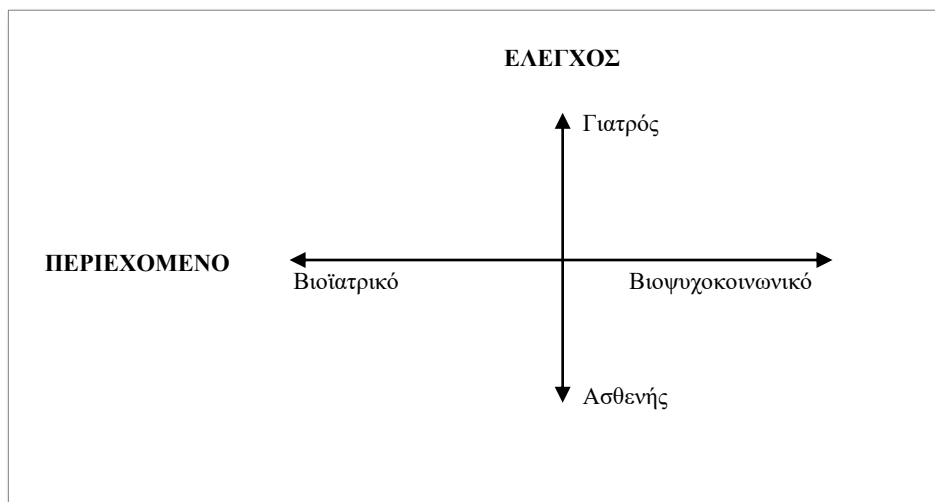 ΕΛΕΓΧΟΣ
Γιατρός
ΠΕΡΙΕΧΟΜΕΝΟ
Βιοϊατρικό
Βιοψυχοκοινωνικό
Ασθενής